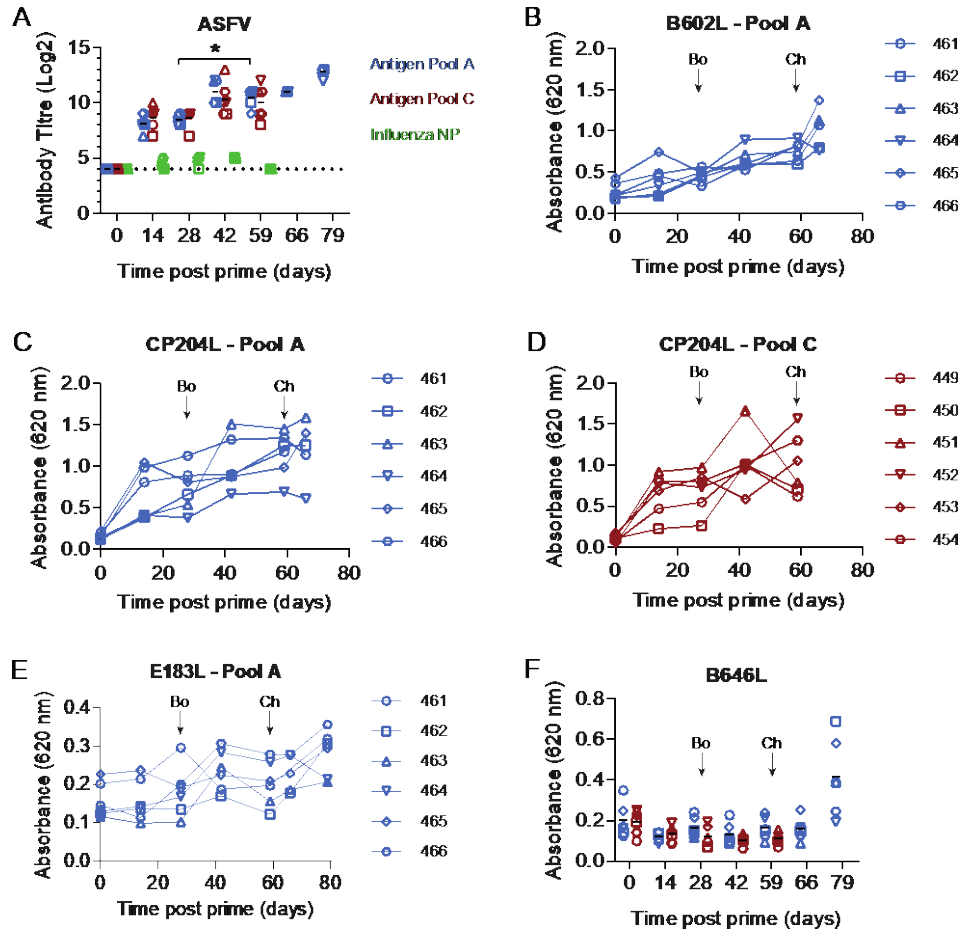 A
ASFV
Antibody Titre (Log2)
15
10
5
0
*
0 14 28 42 59 66 79
Time post prime (days)
Antigen Pool A
Antigen Pool C
Influenza NP
B
B602L - Pool A
Absorbance (620 nm)
2.0
1.5
1.0
0.5
0.0
Bo
Ch
0 20 40 60 80
Time post prime (days)
461
462
463
464
465
466
C
CP204L - Pool A
Absorbance (620 nm)
2.0
1.5
1.0
0.5
0.0
Bo
Ch
0 20 40 60 80
Time post prime (days)
461
462
463
464
465
466
D
CP204L - Pool C
Absorbance (620 nm)
2.0
1.5
1.0
0.5
0.0
Bo
Ch
0 20 40 60 80
Time post prime (days)
449
450
451
452
453
454
E
E183L - Pool A
Absorbance (620 nm)
0.4
0.3
0.2
0.1
0.0
Bo
Ch
0 20 40 60 80
Time post prime (days)
461
462
463
464
465
466
F
B646L
Absorbance (620 nm)
0.8
0.6
0.4
0.2
0.0
Bo
Ch
0 14 28 42 59 66 79
Time post prime (days)